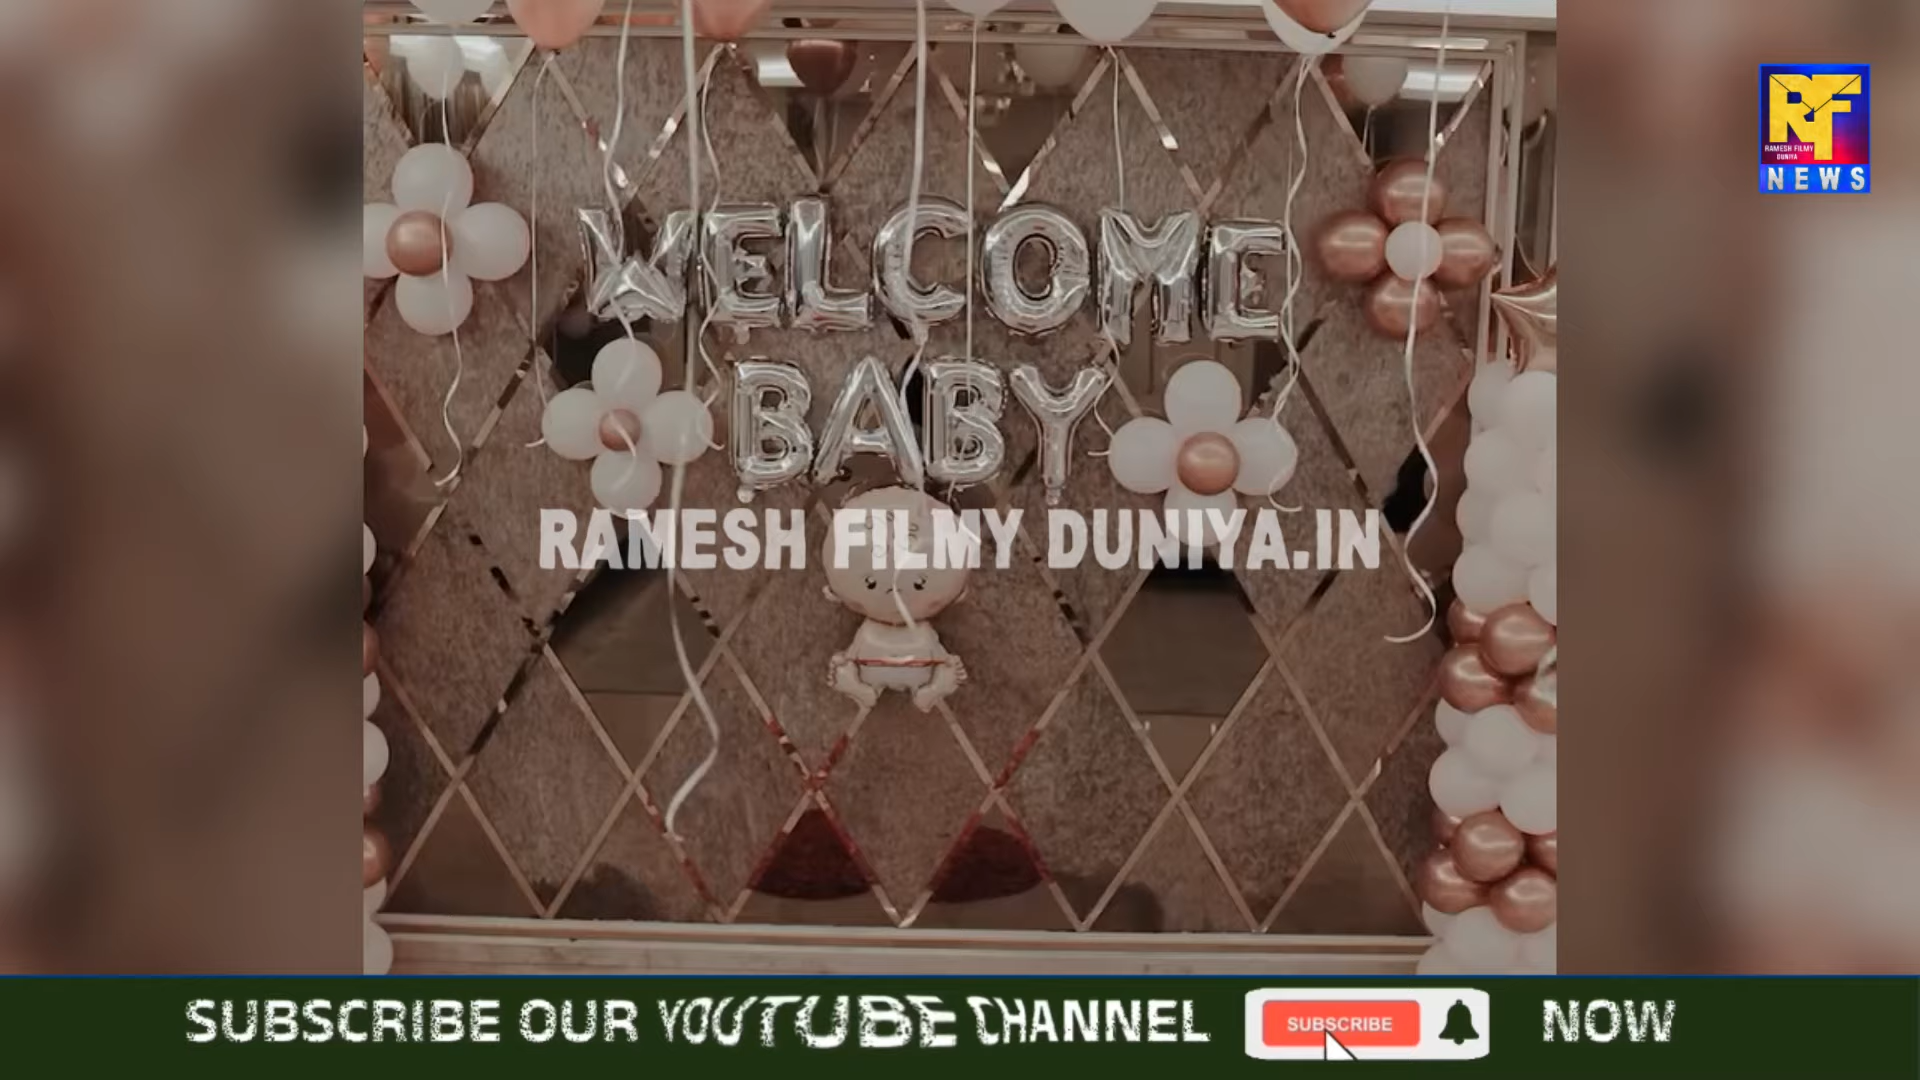 RF
RAMESH FILMY
DUNIYA
NEWS
WELCOME
BABY
RAMESH FILMY DUNIYA.IN
SUBSCRIBE OUR YOUTUBE CHANNEL SUBSCRIBE NOW